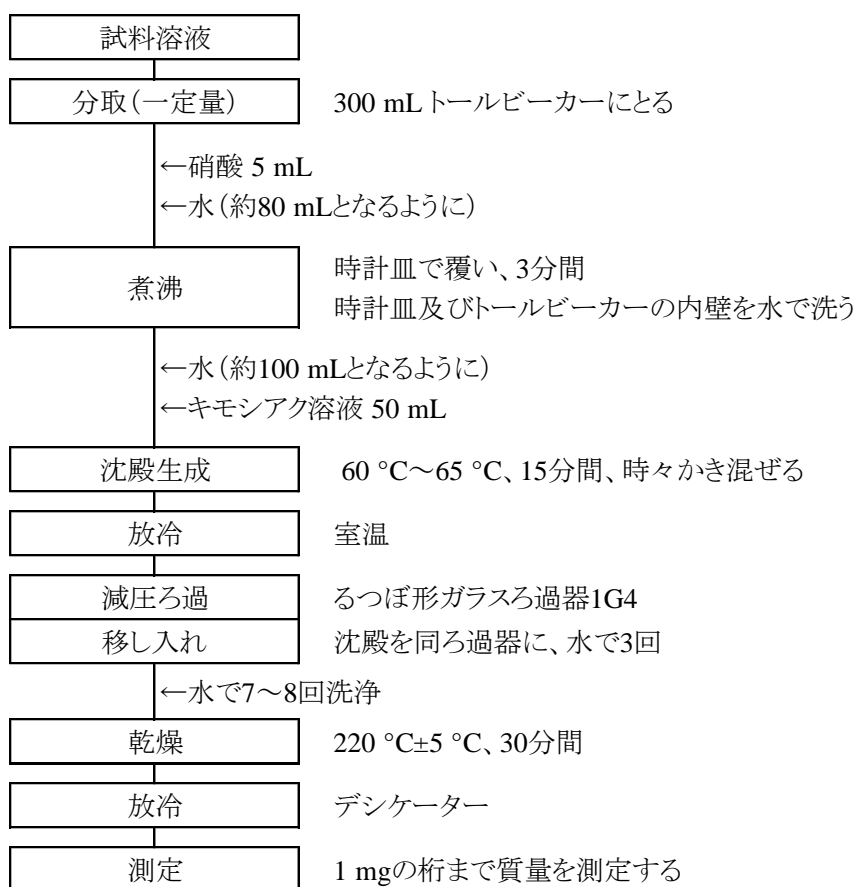 試料溶液
分取(一定量) 300 mL トールビーカーにとる
←硝酸 5 mL
←水(約80 mLとなるように)
時計皿で覆い、3分間
煮沸
時計皿及びトールビーカーの内壁を水で洗う
←水(約100 mLとなるように)
←キモシアク溶液 50 mL
沈殿生成 60 °C~65 °C、15分間、時々かき混ぜる
放冷 室温
減圧ろ過 るつぼ形ガラスろ過器1G4
移し入れ 沈殿を同ろ過器に、水で3回
←水で7~8回洗浄
乾燥 220 °C±5 °C、30分間
放冷 デシケーター
測定 1 mgの桁まで質量を測定する